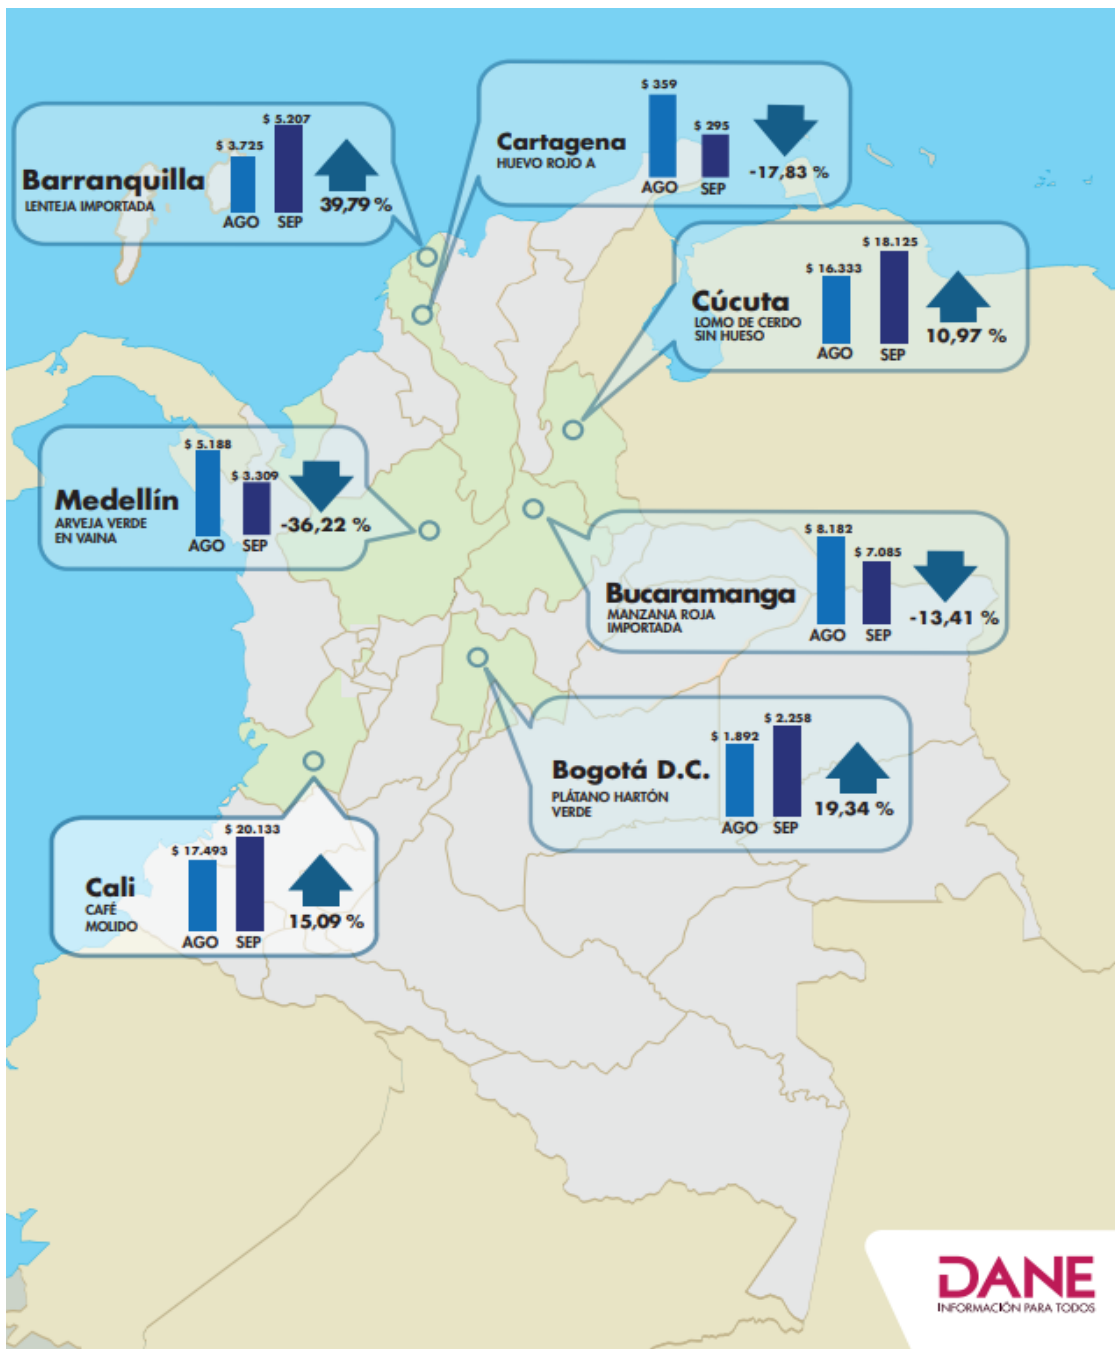 $ 359
$ 295
Cartagena
HUEVO ROJO A
-17,83 %
AGO
SEP
$ 5.207
$ 3.725
Barranquilla
LENTEJA IMPORTADA
39,79 %
AGO
SEP
$ 18.125
$ 16.333
Cúcuta
LOMO DE CERDO
SIN HUESO
10,97 %
AGO
SEP
$ 5.188
$ 3.309
Medellín
ARVEJA VERDE
EN VAINA
-36,22 %
AGO
SEP
$ 8.182
$ 7.085
Bucaramanga
MANZANA ROJA
IMPORTADA
-13,41 %
AGO
SEP
$ 2.258
$ 1.892
Bogotá D.C.
PLÁTANO HARTÓN
VERDE
19,34 %
AGO
SEP
$ 20.133
$ 17.493
Cali
CAFÉ
MOLIDO
15,09 %
AGO
SEP
DANE
INFORMACIÓN PARA TODOS